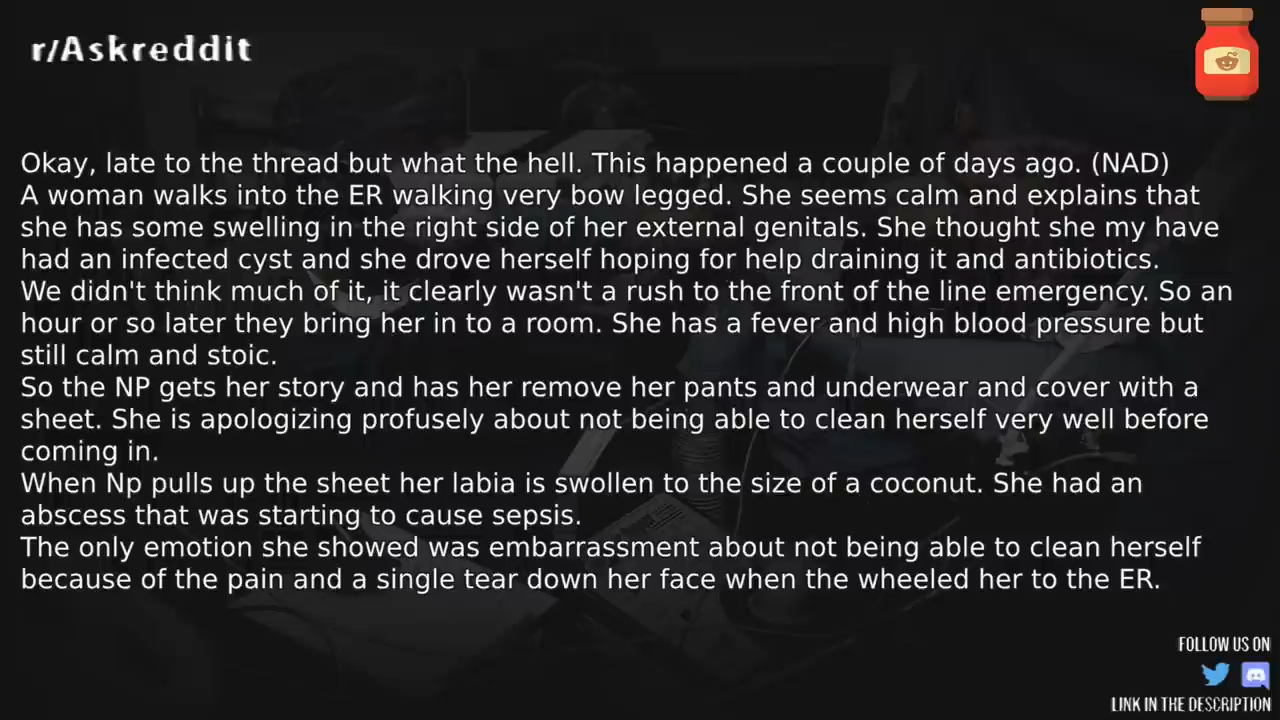 r/Askreddit
Okay, late to the thread but what the hell. This happened a couple of days ago. (NAD)
A woman walks into the ER walking very bow legged. She seems calm and explains that
she has some swelling in the right side of her external genitals. She thought she my have
had an infected cyst and she drove herself hoping for help draining it and antibiotics.
We didn't think much of it, it clearly wasn't a rush to the front of the line emergency. So an
hour or so later they bring her in to a room. She has a fever and high blood pressure but
still calm and stoic.
So the NP gets her story and has her remove her pants and underwear and cover with a
sheet. She is apologizing profusely about not being able to clean herself very well before
coming in.
When Np pulls up the sheet her labia is swollen to the size of a coconut. She had an
abscess that was starting to cause sepsis.
The only emotion she showed was embarrassment about not being able to clean herself
because of the pain and a single tear down her face when the wheeled her to the ER.
FOLLOW US ON
LINK IN THE DESCRIPTION